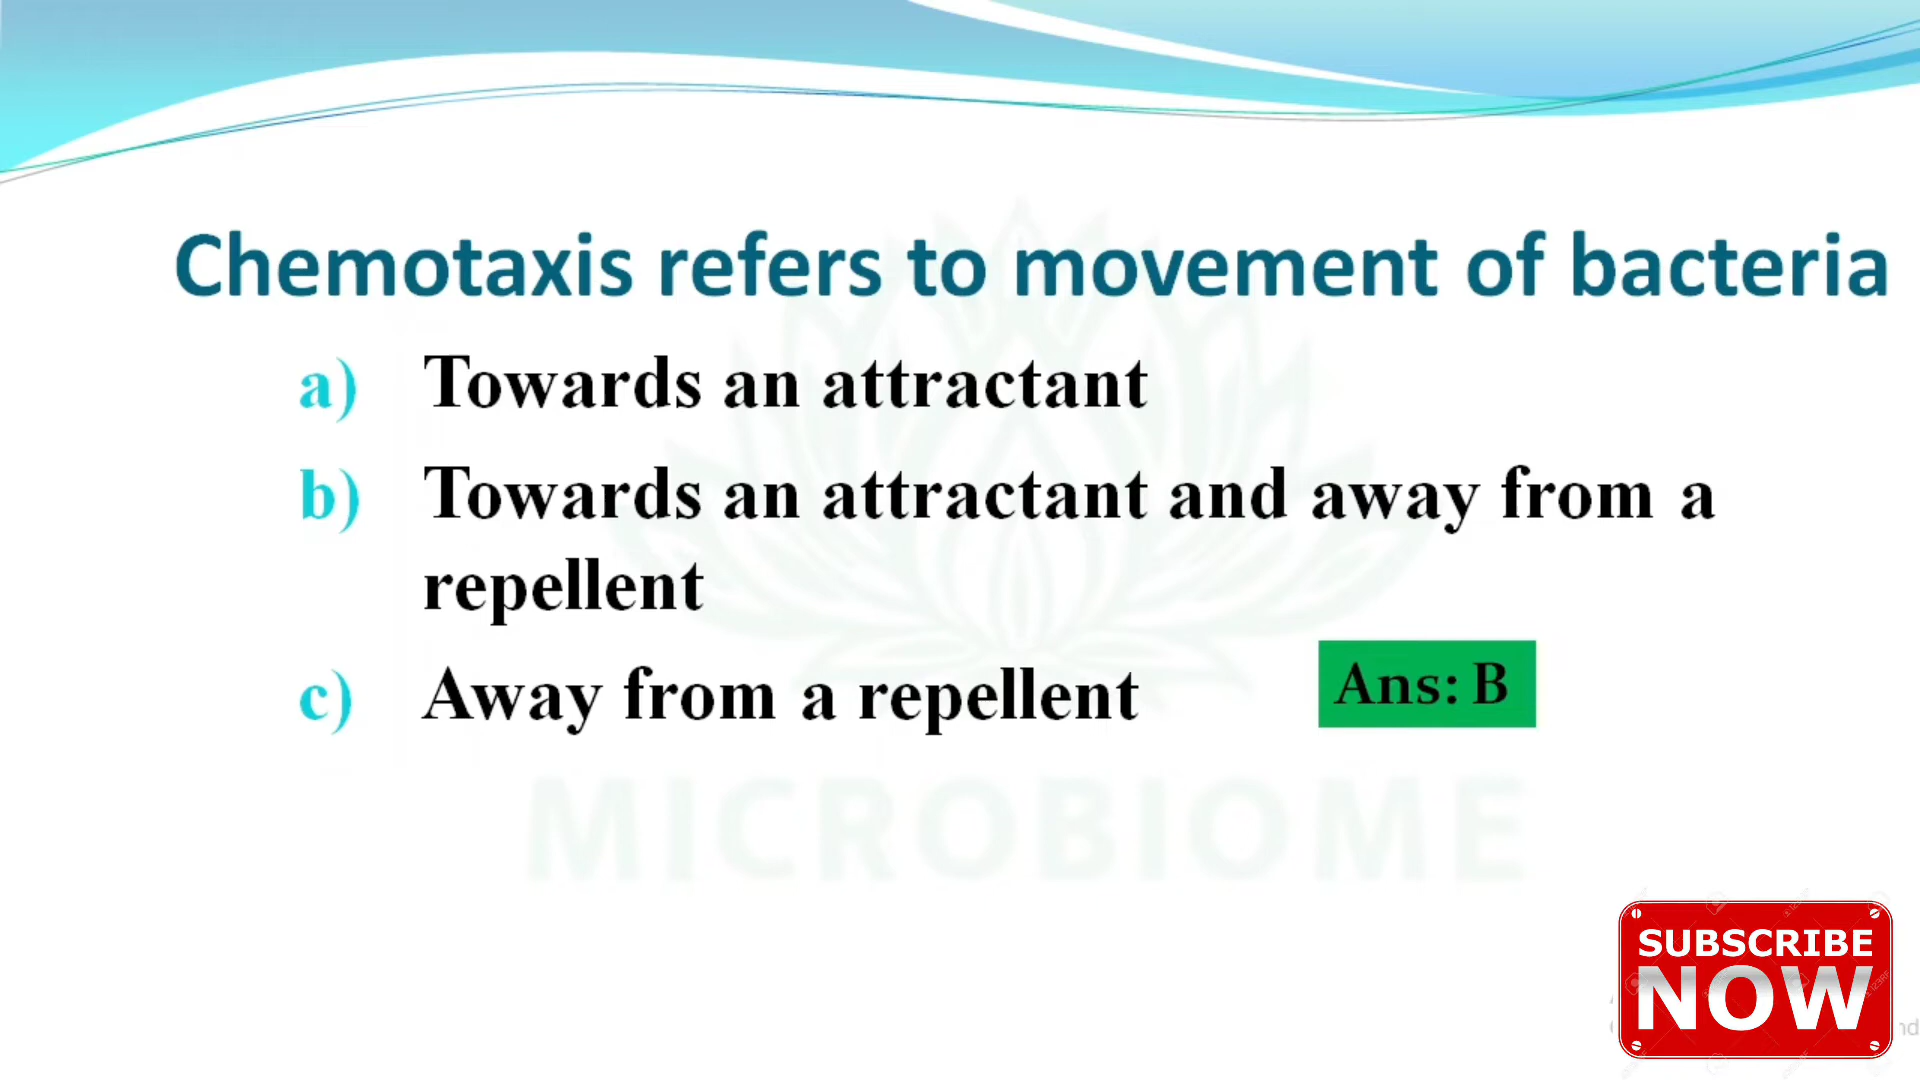 Chemotaxis refers to movement of bacteria
a) Towards an attractant
b) Towards an attractant and away from a
repellent
c) Away from a repellent
Ans: B
MICROBIOME
SUBSCRIBE
NOW